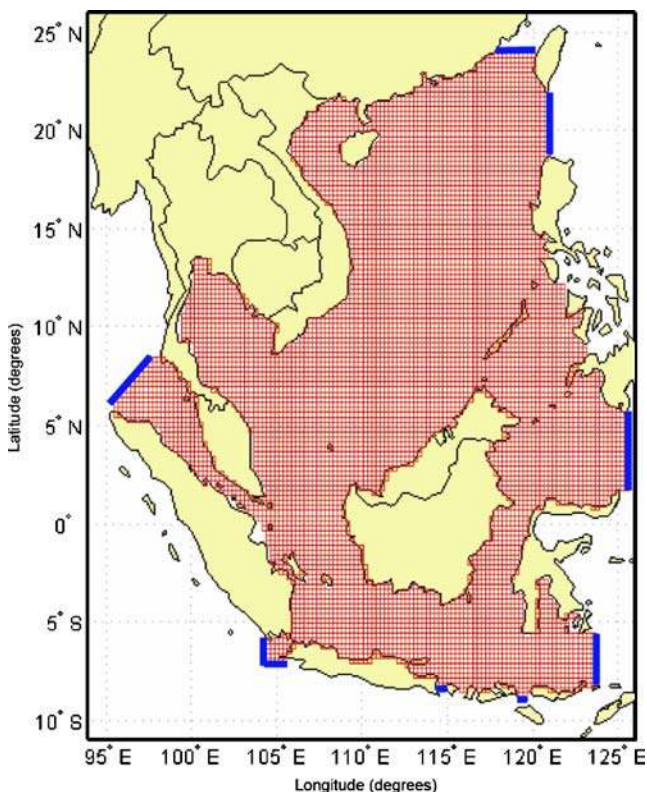 25° N
20° N
15° N
10° N
5° N
0°
5° S
10° S
Latitude (degrees)
95° E 100° E 105° E 110° E 115° E 120° E 125° E
Longitude (degrees)